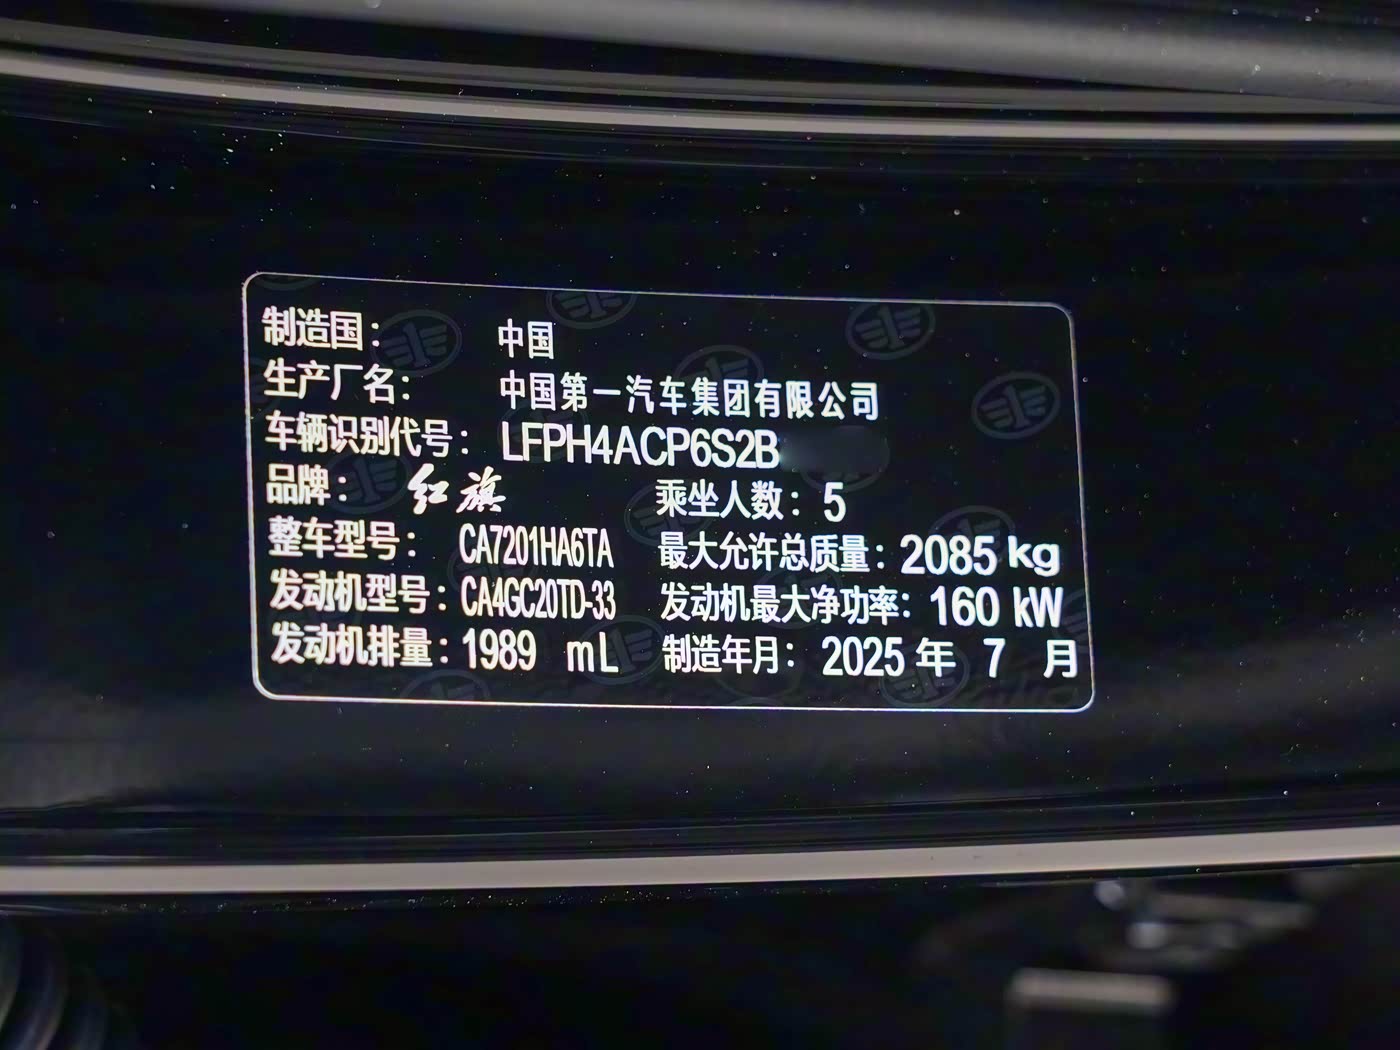 制造国： 中国
生产厂名： 中国第一汽车集团有限公司
车辆识别代号： LFPH4ACP6S2B
品牌： 红旗 乘坐人数： 5
整车型号： CA7201HA6TA 最大允许总质量： 2085 kg
发动机型号： CA4GC20TD-33 发动机最大净功率： 160 kW
发动机排量： 1989 mL 制造年月： 2025 年 7 月